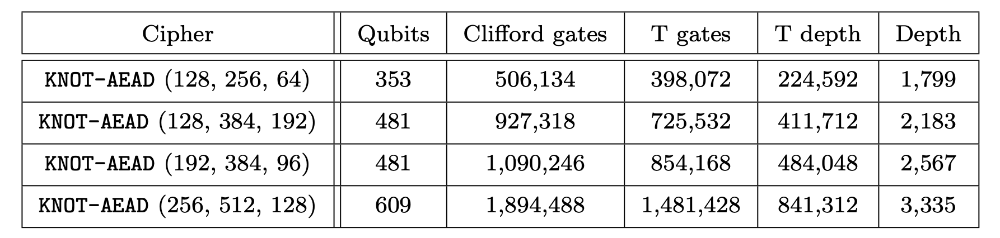 Cipher Qubits Clifford gates T gates T depth Depth
KNOT-AEAD (128, 256, 64) 353 506,134 398,072 224,592 1,799
KNOT-AEAD (128, 384, 192) 481 927,318 725,532 411,712 2,183
KNOT-AEAD (192, 384, 96) 481 1,090,246 854,168 484,048 2,567
KNOT-AEAD (256, 512, 128) 609 1,894,488 1,481,428 841,312 3,335